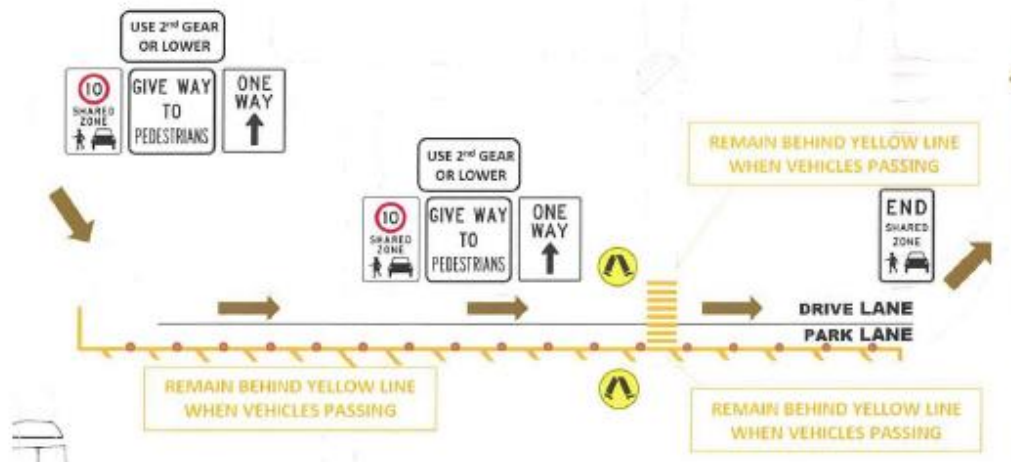 USE 2nd GEAR
OR LOWER
10
SHARED
ZONE
GIVE WAY
TO
PEDESTRIANS
ONE
WAY
USE 2nd GEAR
OR LOWER
10
SHARED
ZONE
GIVE WAY
TO
PEDESTRIANS
ONE
WAY
REMAIN BEHIND YELLOW LINE
WHEN VEHICLES PASSING
END
SHARED
ZONE
DRIVE LANE
PARK LANE
REMAIN BEHIND YELLOW LINE
WHEN VEHICLES PASSING
REMAIN BEHIND YELLOW LINE
WHEN VEHICLES PASSING